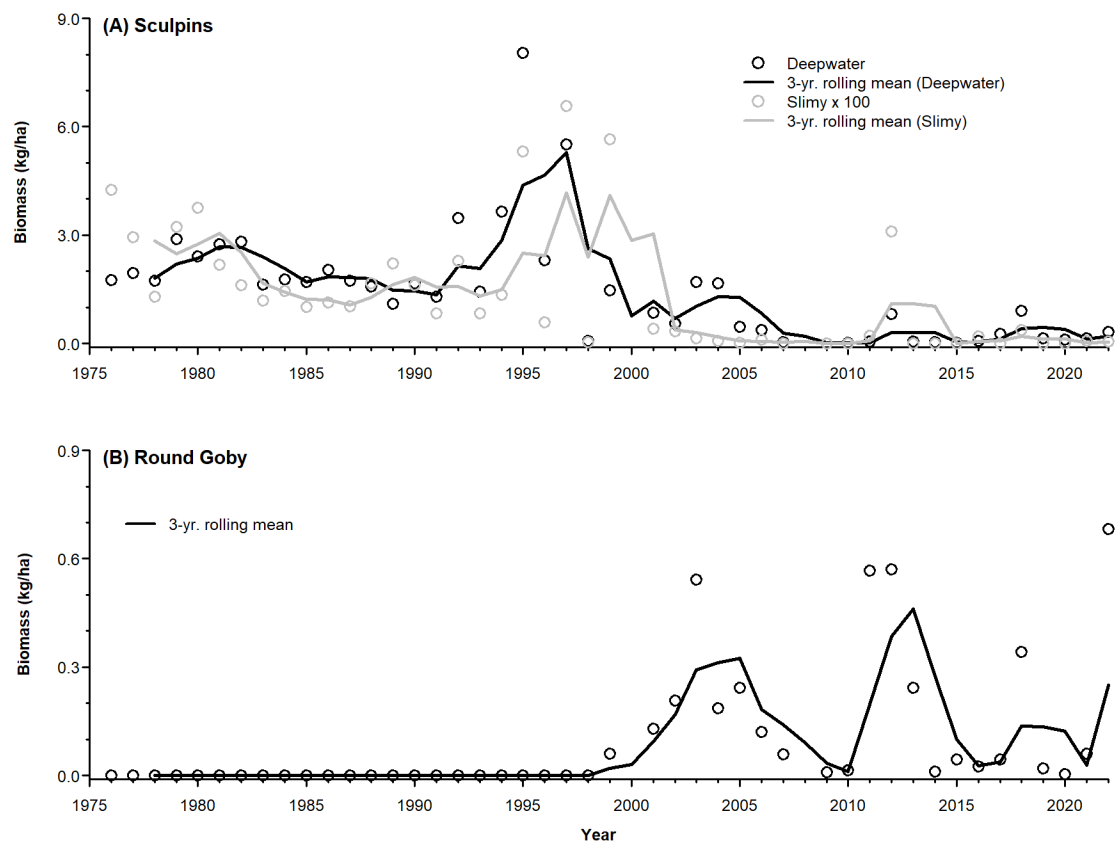 (A) Sculpins
9.0
6.0
3.0
0.0
Biomass (kg/ha)
Deepwater
3-yr. rolling mean (Deepwater)
Slimy x 100
3-yr. rolling mean (Slimy)
1975 1980 1985 1990 1995 2000 2005 2010 2015 2020
(B) Round Goby
0.9
0.6
0.3
0.0
Biomass (kg/ha)
3-yr. rolling mean
1975 1980 1985 1990 1995 2000 2005 2010 2015 2020
Year